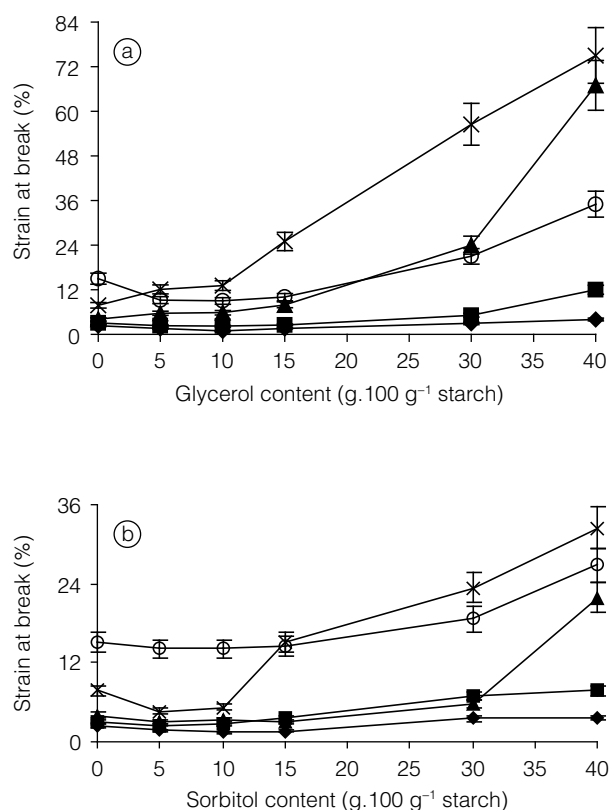 84
72
60
48
36
24
12
0
Strain at break (%)
a
0 5 10 15 20 25 30 35 40
Glycerol content (g.100 g⁻¹ starch)
36
24
12
0
Strain at break (%)
b
0 5 10 15 20 25 30 35 40
Sorbitol content (g.100 g⁻¹ starch)